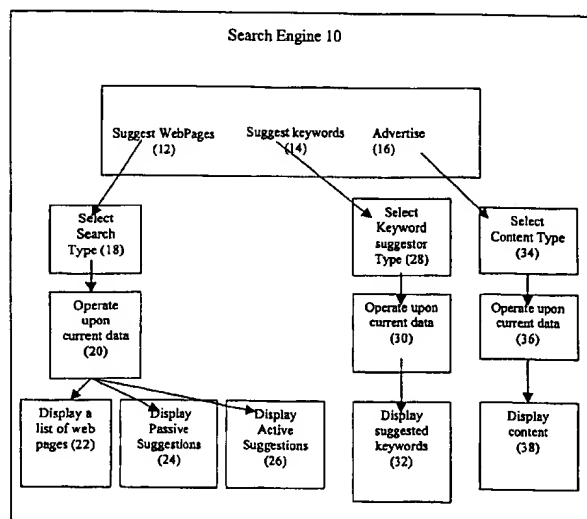 Search Engine 10
Suggest WebPages
(12)
Suggest keywords
(14)
Advertise
(16)
Select
Search
Type (18)
Select
Keyword
suggestor
Type (28)
Select
Content Type
(34)
Operate
upon
current data
(20)
Operate upon
current data
(30)
Operate upon
current data
(36)
Display a
list of web
pages (22)
Display
Passive
Suggestions
(24)
Display
Active
Suggestions
(26)
Display
suggested
keywords
(32)
Display
content
(38)